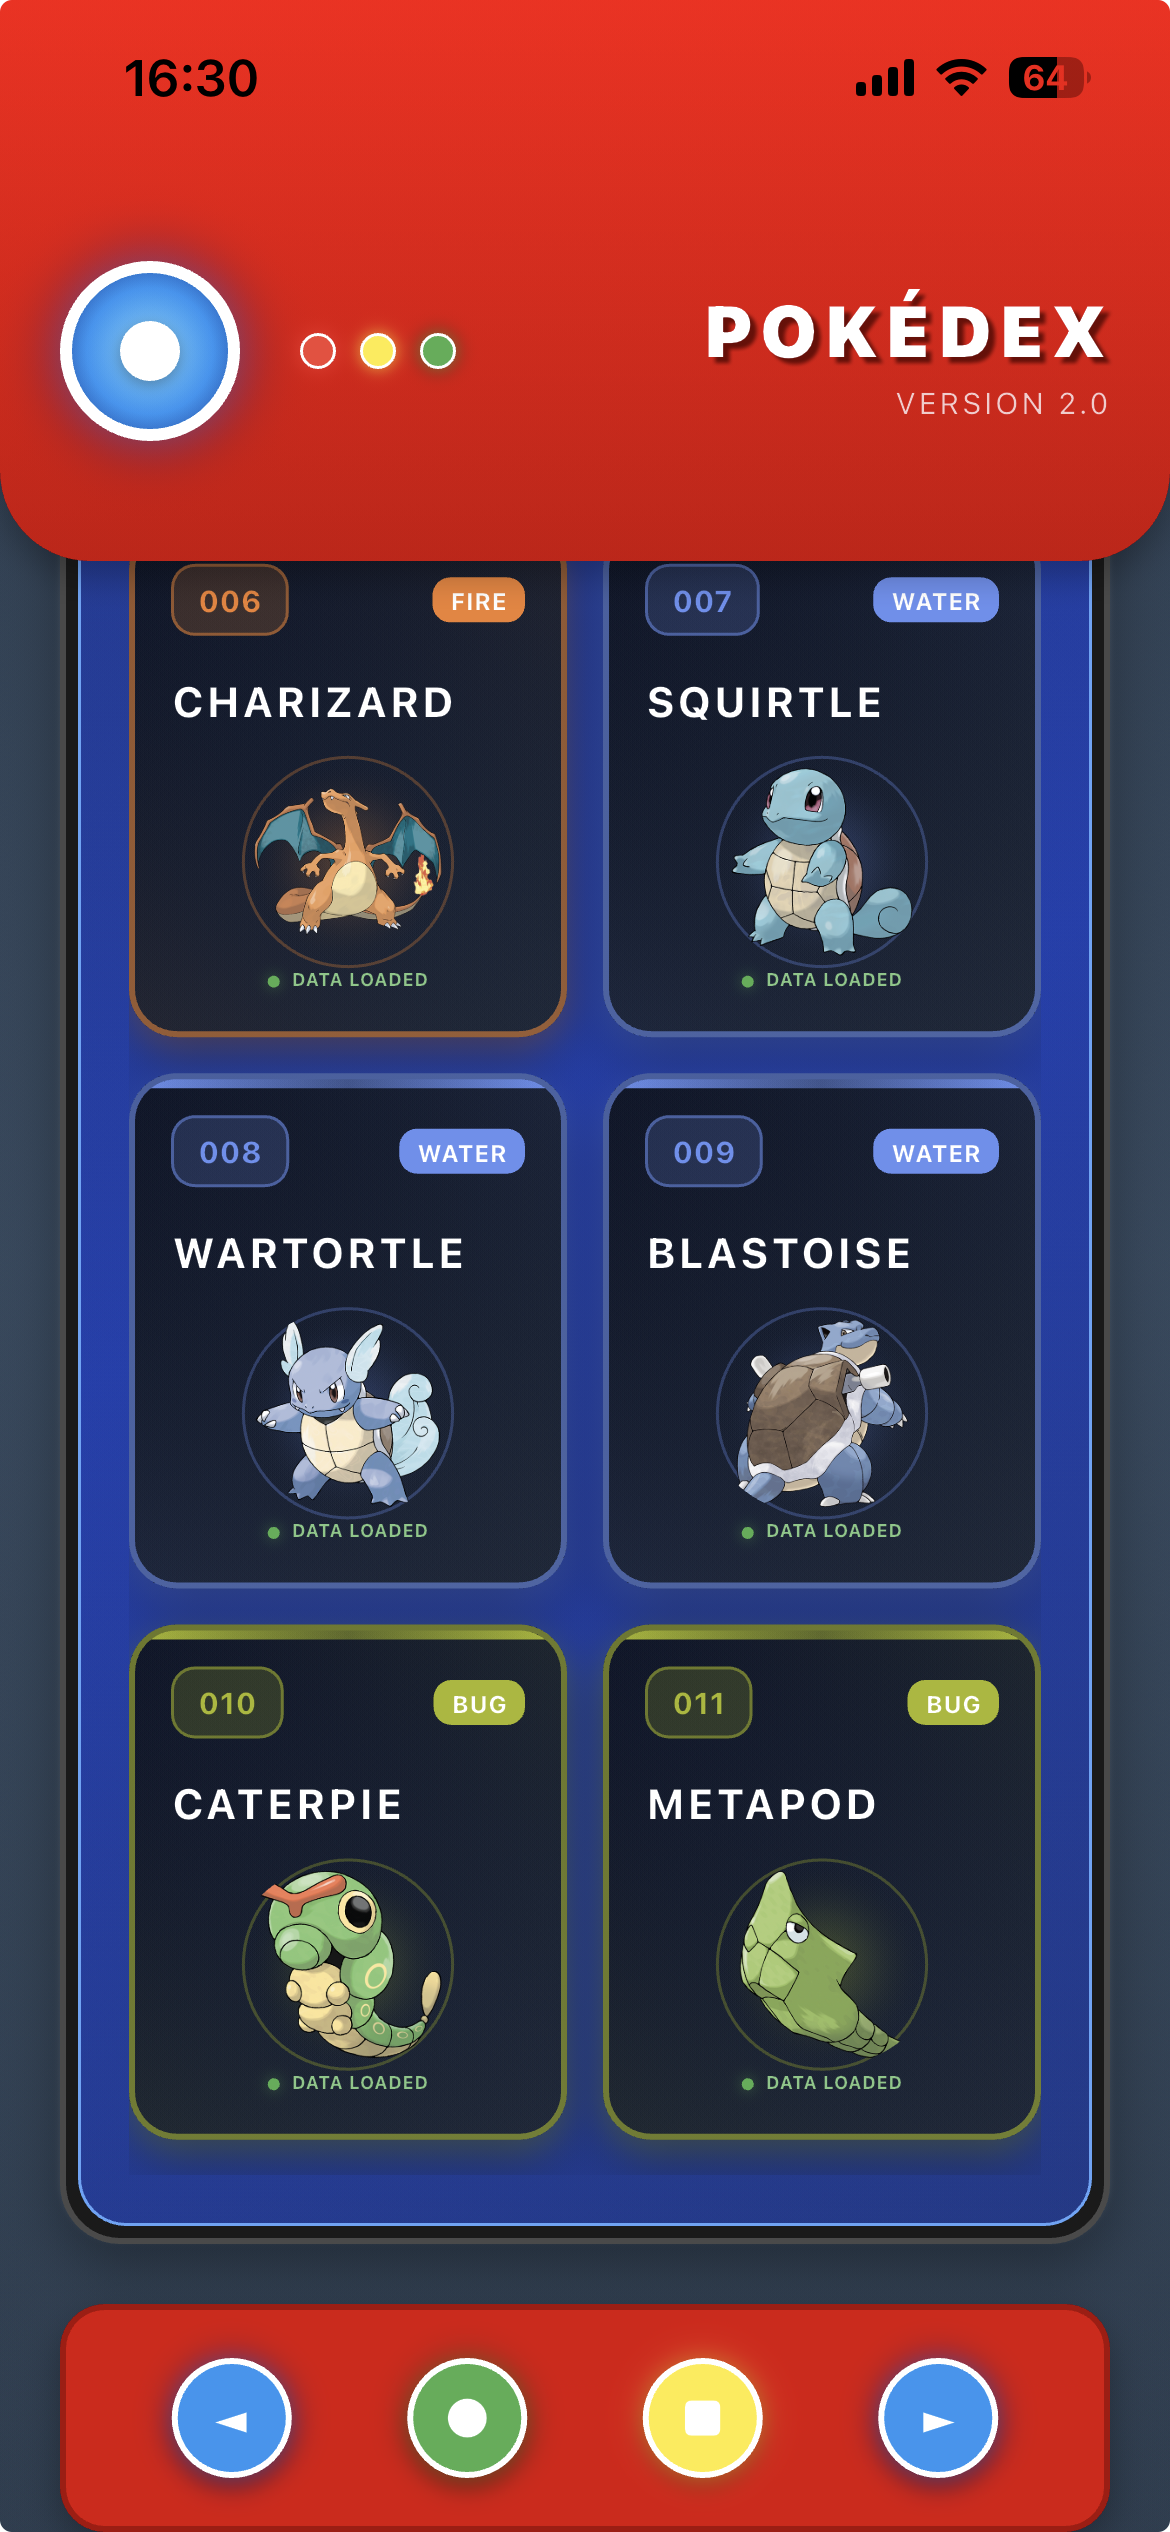 16:30
64
POKÉDEX
VERSION 2.0
006 FIRE
CHARIZARD
DATA LOADED
007 WATER
SQUIRTLE
DATA LOADED
008 WATER
WARTORTLE
DATA LOADED
009 WATER
BLASTOISE
DATA LOADED
010 BUG
CATERPIE
DATA LOADED
011 BUG
METAPOD
DATA LOADED